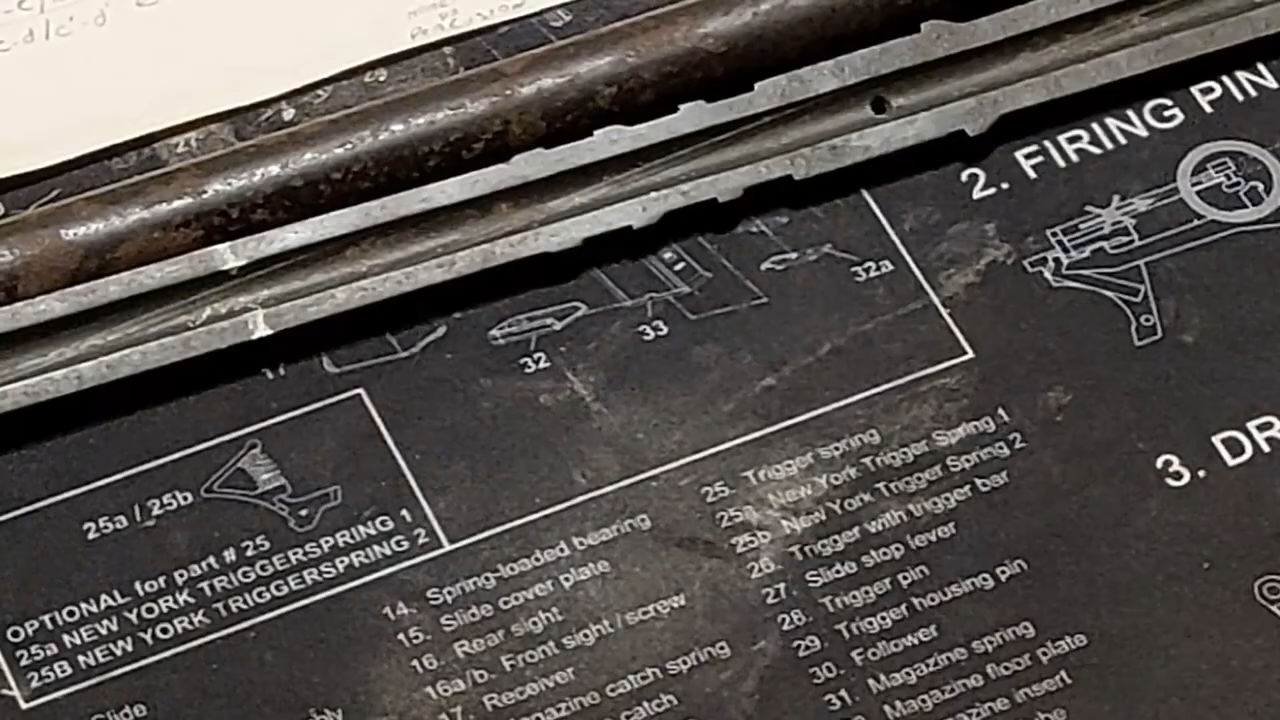 2. FIRING PIN
32a
33
32
3. DR
25a / 25b
OPTIONAL for part # 25
25a NEW YORK TRIGGERSPRING 1
25B NEW YORK TRIGGERSPRING 2
14. Spring-loaded bearing
15. Slide cover plate
16. Rear sight
16a/b. Front sight / screw
17. Receiver
catch spring
catch
25. Trigger spring
25a New York Trigger Spring 1
25b New York Trigger Spring 2
26. Trigger with trigger bar
27. Slide stop lever
28. Trigger pin
29. Trigger housing pin
30. Follower
31. Magazine spring
Magazine floor plate
insert
Slide